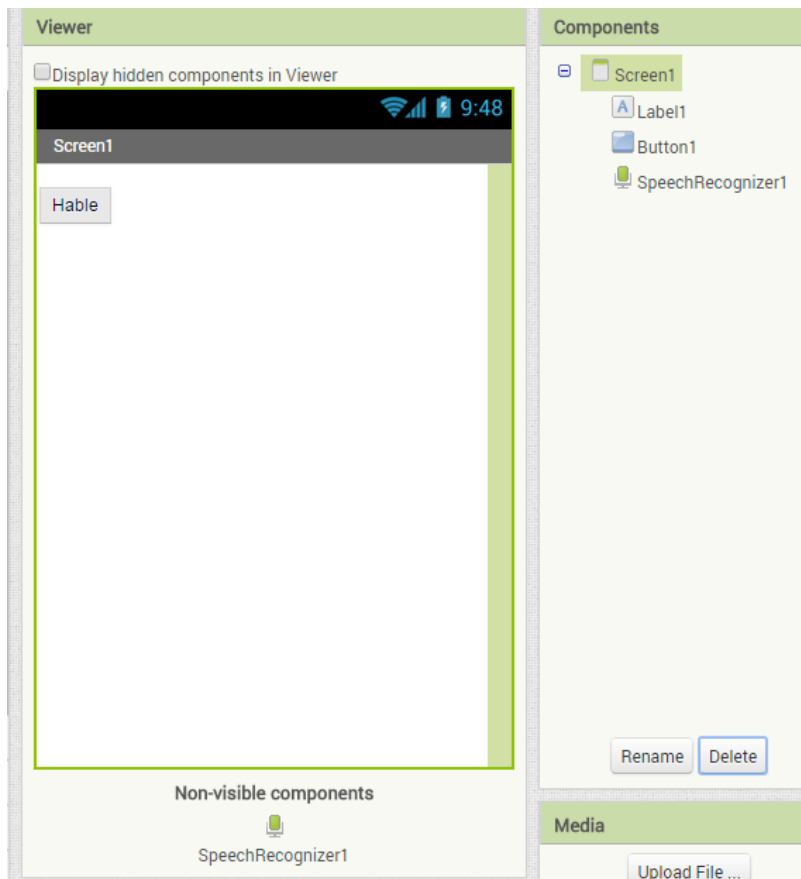 Viewer
Display hidden components in Viewer
9:48
Screen1
Hable
Non-visible components
SpeechRecognizer1
Components
Screen1
A Label1
Button1
SpeechRecognizer1
Rename Delete
Media
Upload File ...